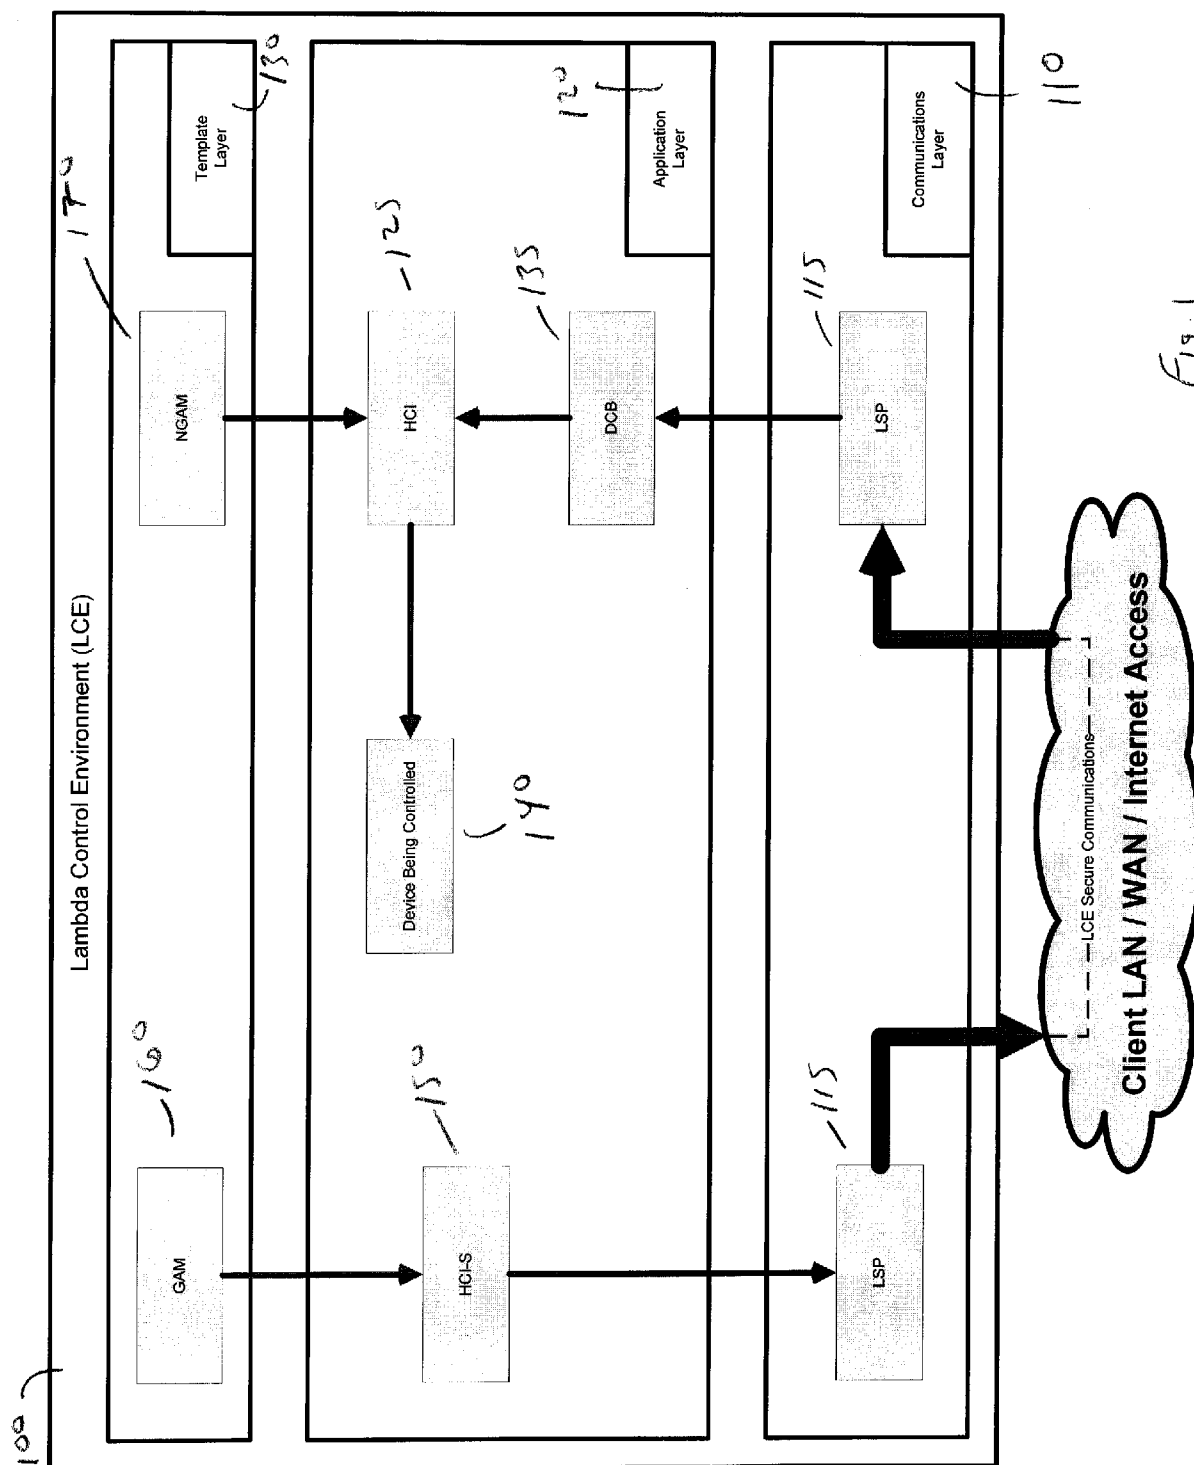 100
Lambda Control Environment (LCE)
160
GAM
NGAM
170
Template
Layer
130
150
HCI-S
Device Being Controlled
140
HCI
125
DCB
135
Application
Layer
120
LSP
115
LSP
115
Communications
Layer
110
LCE Secure Communications
Client LAN / WAN / Internet Access
Fig. 1